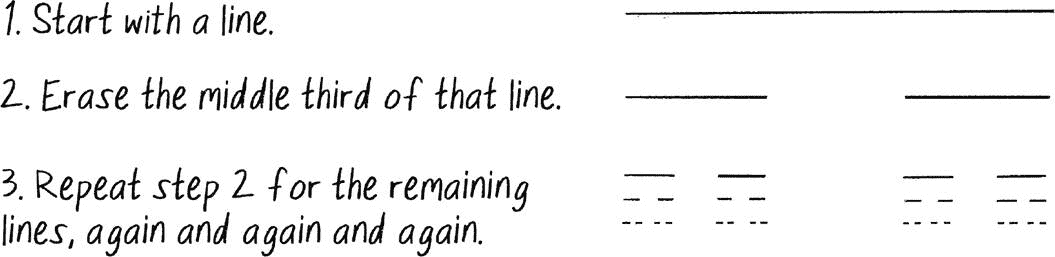 1. Start with a line.
2. Erase the middle third of that line.
3. Repeat step 2 for the remaining
lines, again and again and again.